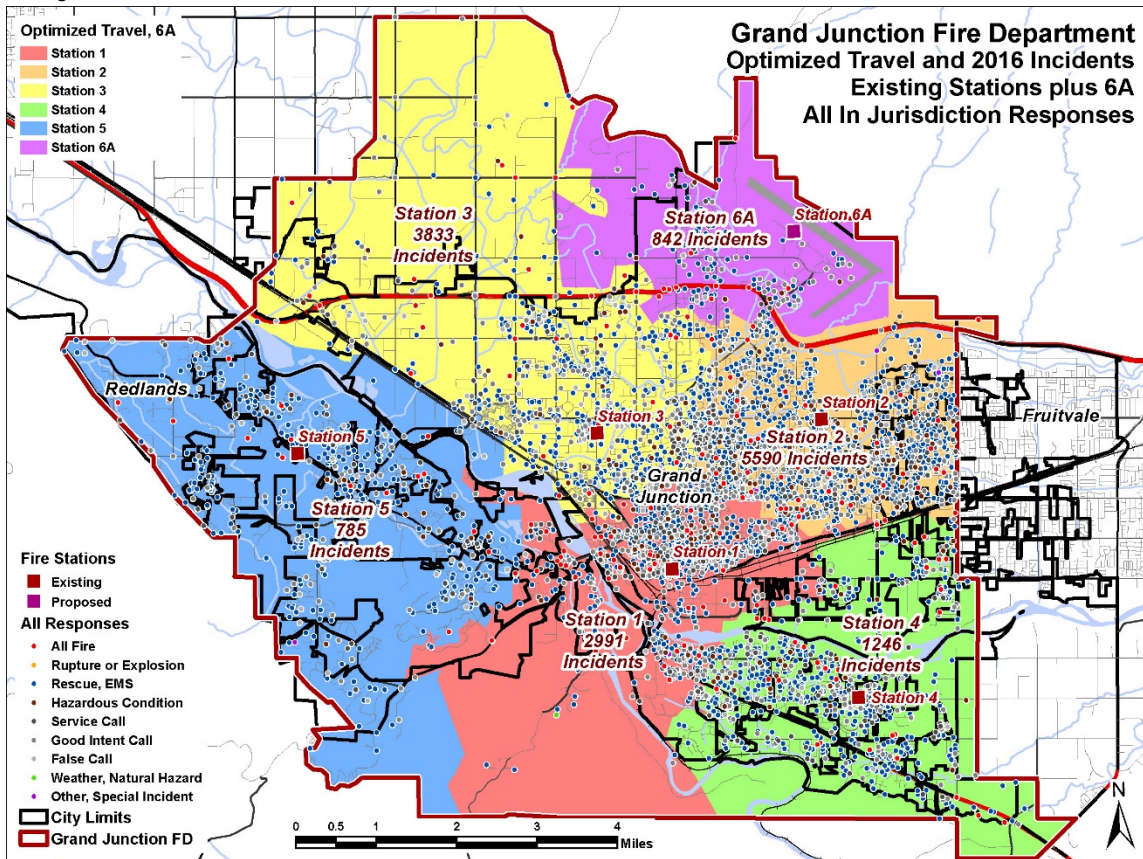 Optimized Travel, 6A
Station 1
Station 2
Station 3
Station 4
Station 5
Station 6A
Grand Junction Fire Department
Optimized Travel and 2016 Incidents
Existing Stations plus 6A
All In Jurisdiction Responses
Station 3
3833
Incidents
Station 6A
842 Incidents
Station 6A
Redlands
Station 5
Station 3
Station 2
Fruitvale
Station 2
5590 Incidents
Grand
Junction
Station 5
785
Incidents
Station 1
Station 1
2991
Incidents
Station 4
1246
Incidents
Station 4
Fire Stations
Existing
Proposed
All Responses
All Fire
Rupture or Explosion
Rescue, EMS
Hazardous Condition
Service Call
Good Intent Call
False Call
Weather, Natural Hazard
Other, Special Incident
City Limits
Grand Junction FD
0 0.5 1 2 3 4
Miles
N